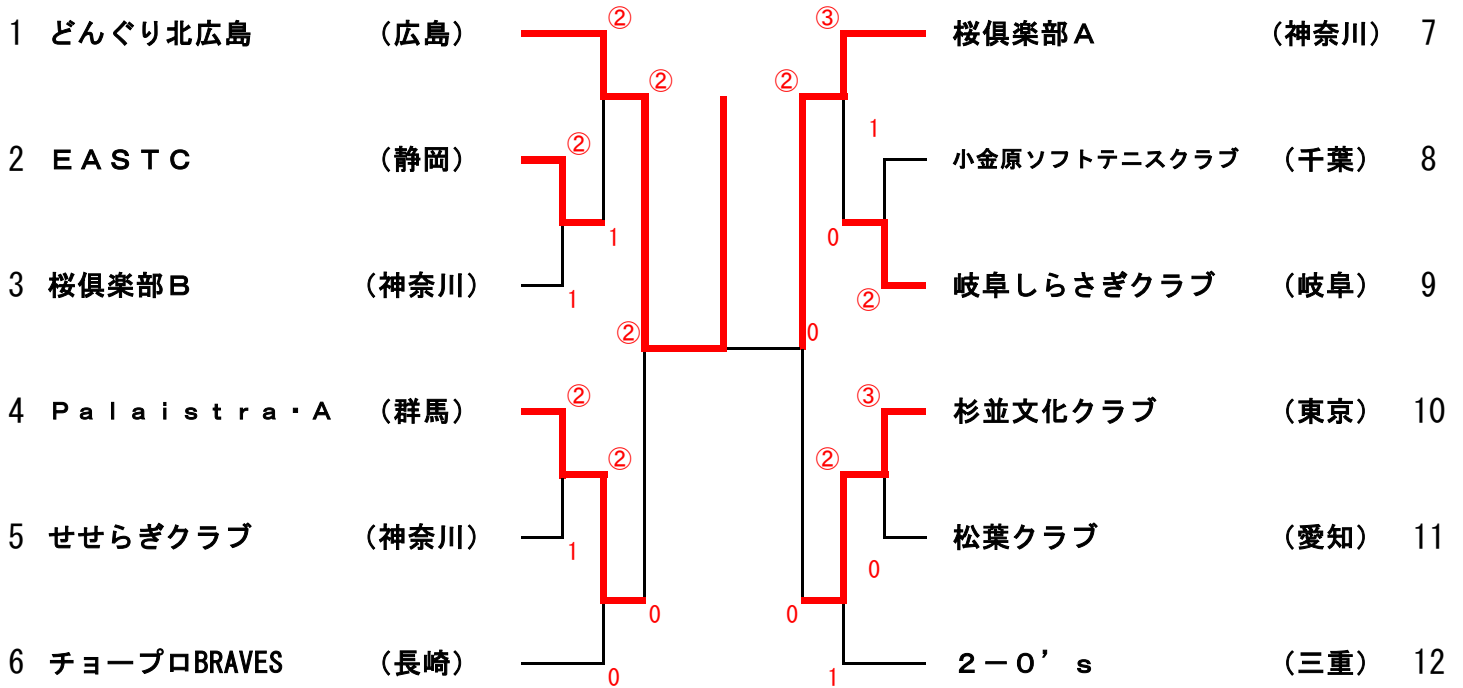 ②
③
1 どんぐり北広島 (広島)
桜倶楽部A (神奈川) 7
②
②
1
②
2 EASTC (静岡)
小金原ソフトテニスクラブ (千葉) 8
1
0
3 桜倶楽部B (神奈川)
1
岐阜しらさぎクラブ (岐阜) 9
②
②
0
②
③
4 Palaistra・A (群馬)
杉並文化クラブ (東京) 10
②
②
5 せせらぎクラブ (神奈川)
1
松葉クラブ (愛知) 11
0
0
0
6 チョープロBRAVES (長崎)
0
1
2-0’s (三重) 12